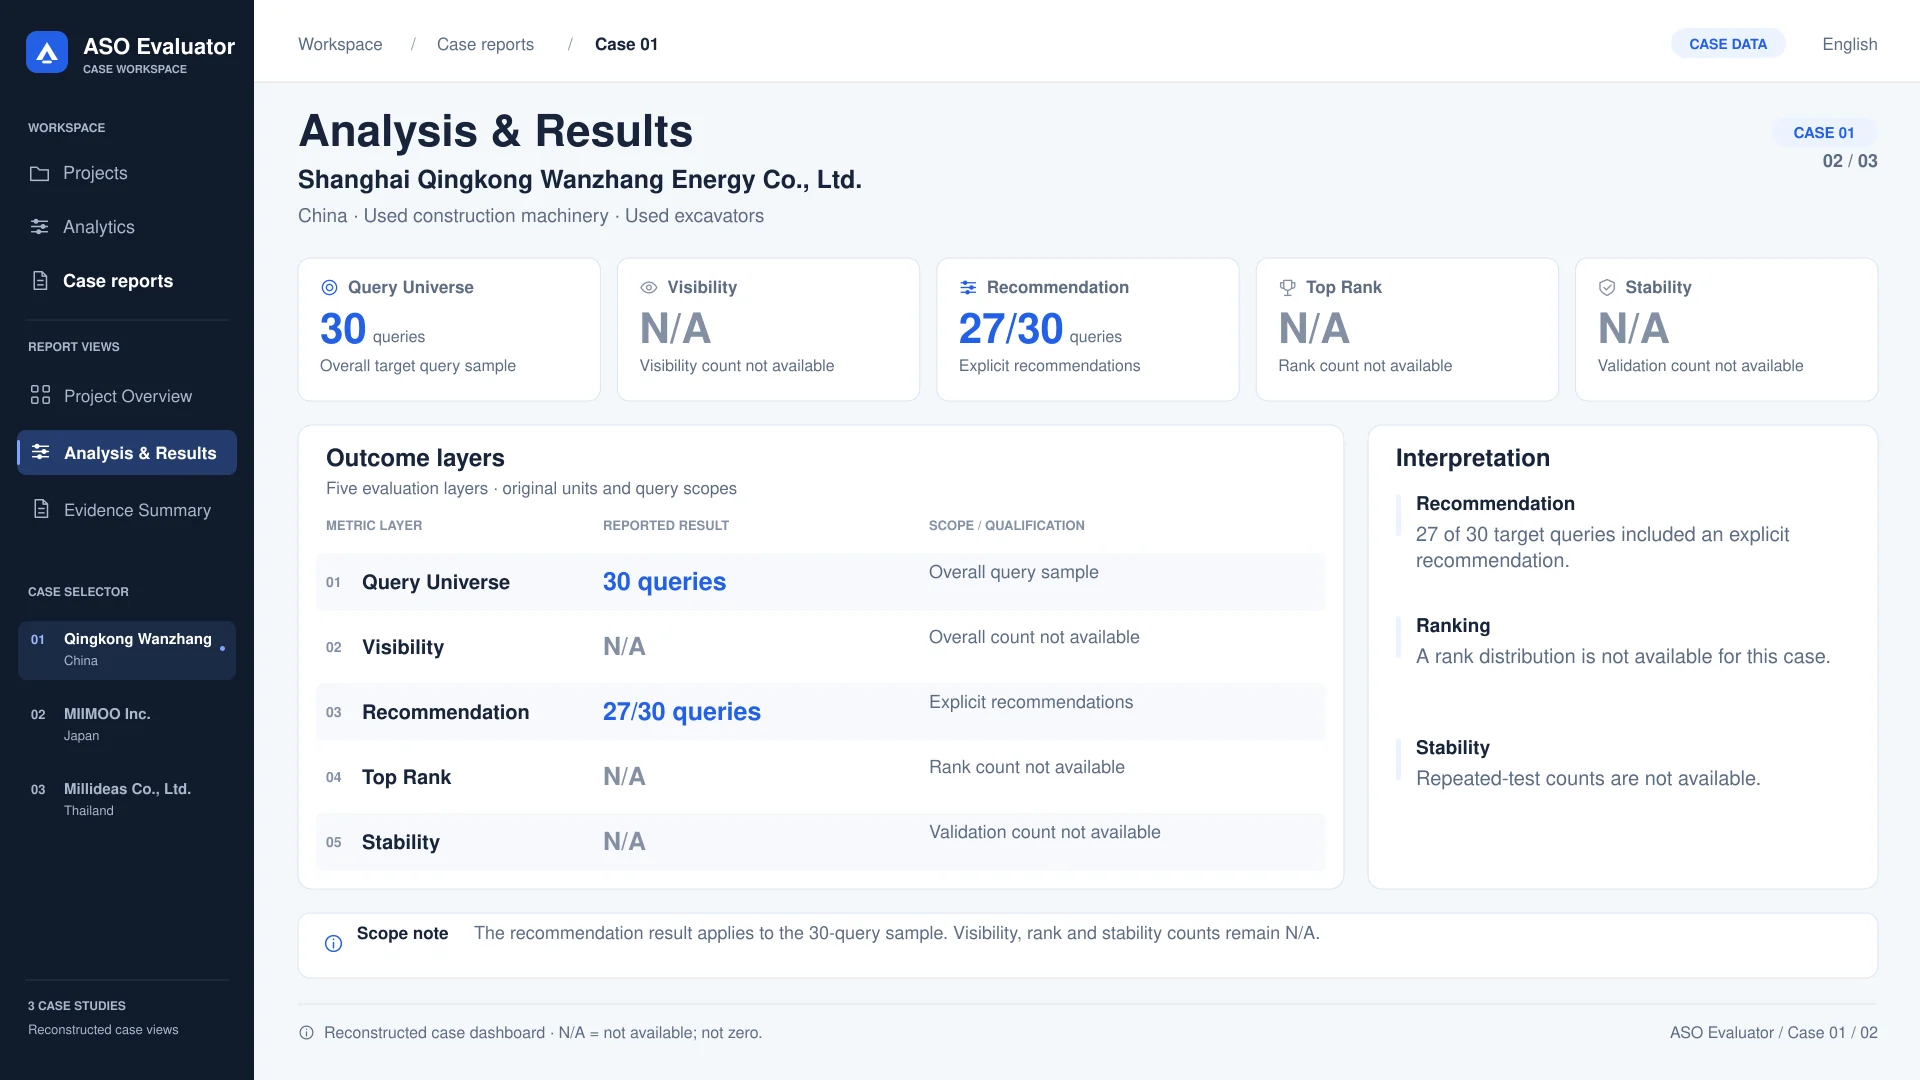 ASO Evaluator
CASE WORKSPACE
WORKSPACE
Projects
Analytics
Case reports
REPORT VIEWS
Project Overview
Analysis & Results
Evidence Summary
CASE SELECTOR
01 Qingkong Wanzhang
China
02 MIIMOO Inc.
Japan
03 Millideas Co., Ltd.
Thailand
3 CASE STUDIES
Reconstructed case views
Workspace / Case reports / Case 01
CASE DATA
English
Analysis & Results
CASE 01
02 / 03
Shanghai Qingkong Wanzhang Energy Co., Ltd.
China · Used construction machinery · Used excavators
Query Universe
30 queries
Overall target query sample
Visibility
N/A
Visibility count not available
Recommendation
27/30 queries
Explicit recommendations
Top Rank
N/A
Rank count not available
Stability
N/A
Validation count not available
Outcome layers
Five evaluation layers · original units and query scopes
METRIC LAYER REPORTED RESULT SCOPE / QUALIFICATION
01 Query Universe 30 queries Overall query sample
02 Visibility N/A Overall count not available
03 Recommendation 27/30 queries Explicit recommendations
04 Top Rank N/A Rank count not available
05 Stability N/A Validation count not available
Interpretation
Recommendation
27 of 30 target queries included an explicit
recommendation.
Ranking
A rank distribution is not available for this case.
Stability
Repeated-test counts are not available.
Scope note The recommendation result applies to the 30-query sample. Visibility, rank and stability counts remain N/A.
Reconstructed case dashboard · N/A = not available; not zero.
ASO Evaluator / Case 01 / 02